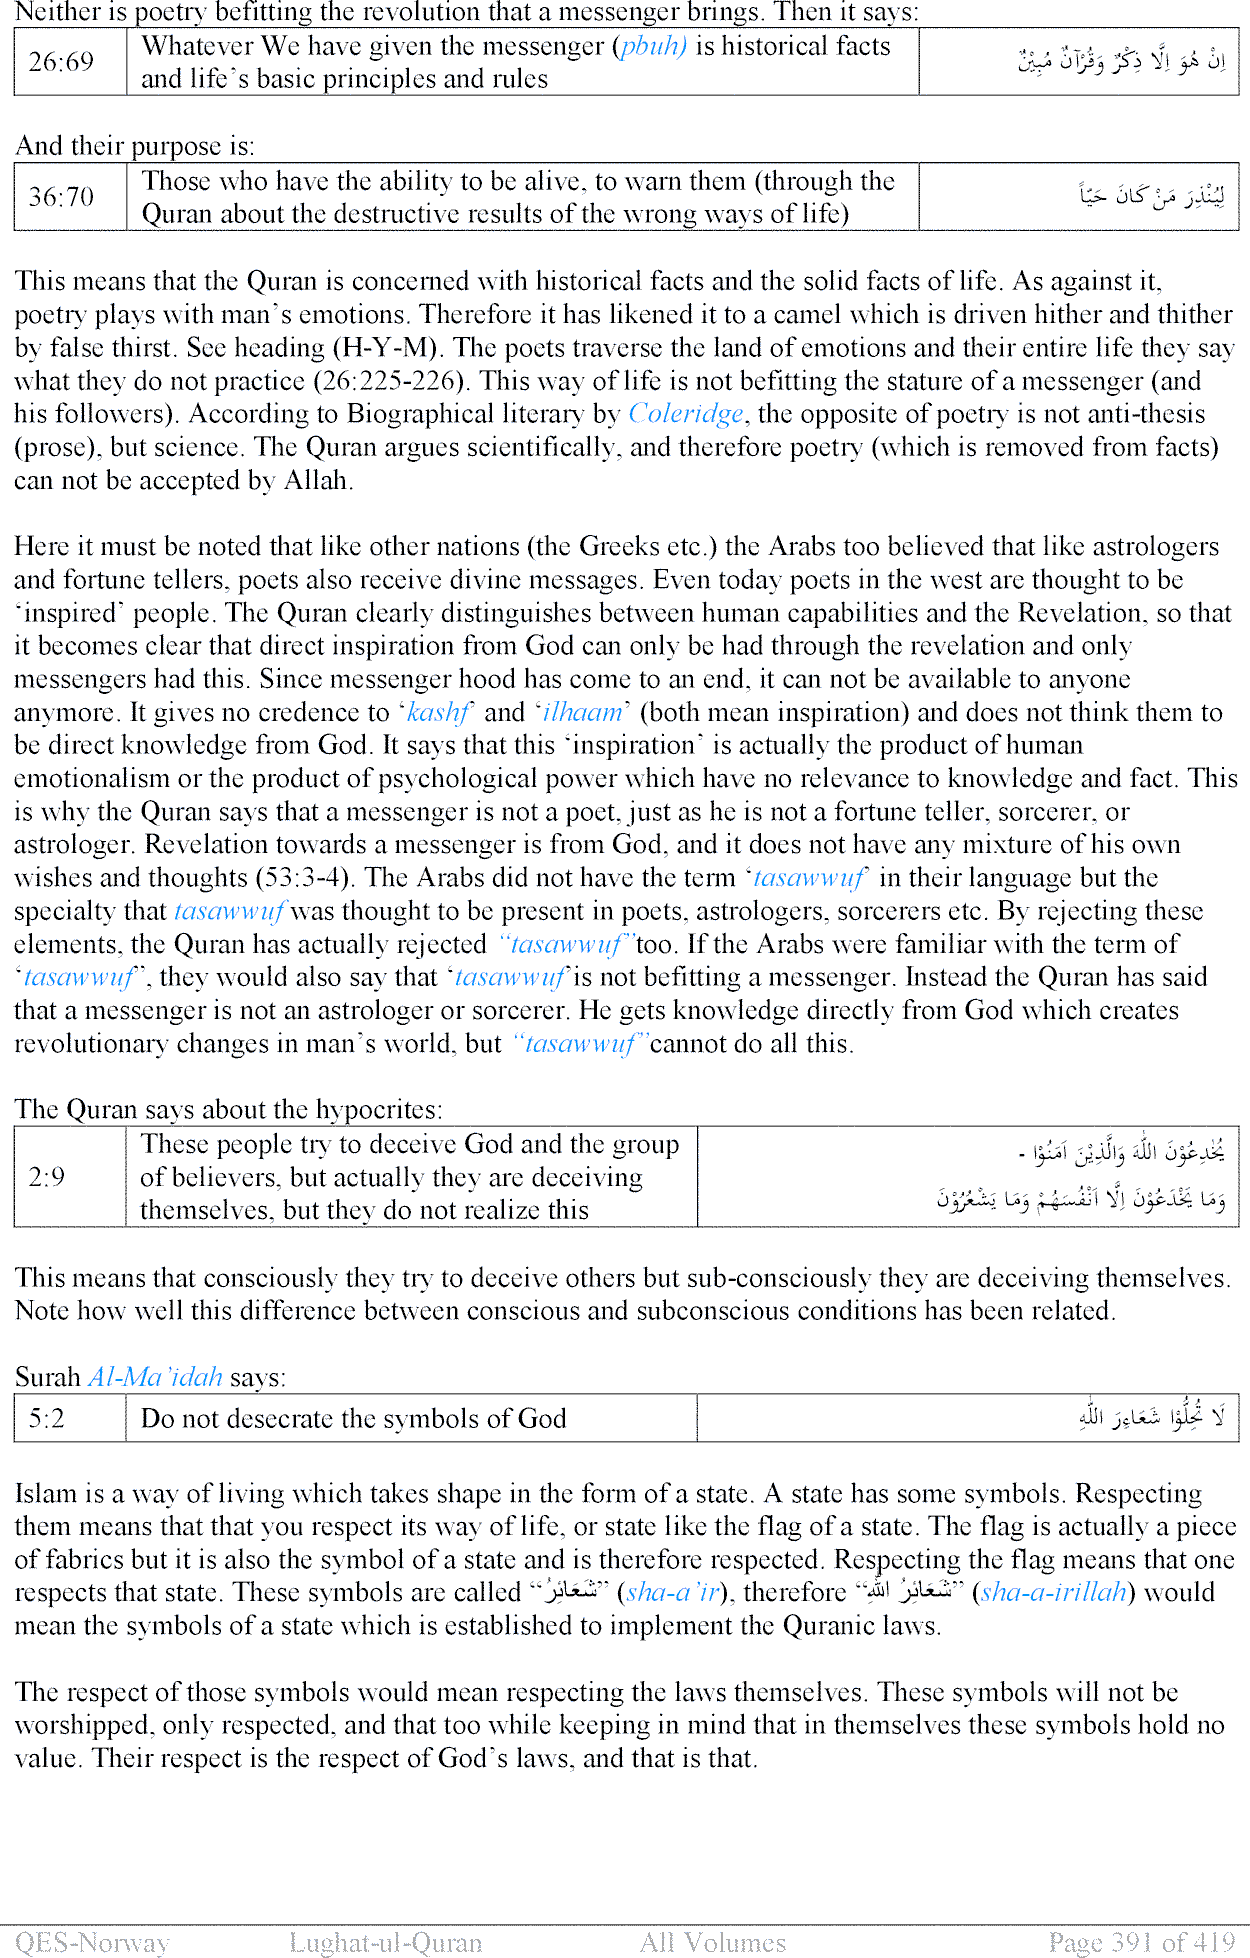 Neither is poetry befitting the revolution that a messenger brings. Then it says:
26:69
Whatever We have given the messenger (pbuh) is historical facts
and life's basic principles and rules
اِنْ هُوَ اِلَّا ذِكْرٌ وَقُرْآنٌ مُبِيْنٌ
And their purpose is:
36:70
Those who have the ability to be alive, to warn them (through the
Quran about the destructive results of the wrong ways of life)
لِيُنْذِرَ مَنْ كَانَ حَيّاً
This means that the Quran is concerned with historical facts and the solid facts of life. As against it,
poetry plays with man's emotions. Therefore it has likened it to a camel which is driven hither and thither
by false thirst. See heading (H-Y-M). The poets traverse the land of emotions and their entire life they say
what they do not practice (26:225-226). This way of life is not befitting the stature of a messenger (and
his followers). According to Biographical literary by Coleridge, the opposite of poetry is not anti-thesis
(prose), but science. The Quran argues scientifically, and therefore poetry (which is removed from facts)
can not be accepted by Allah.
Here it must be noted that like other nations (the Greeks etc.) the Arabs too believed that like astrologers
and fortune tellers, poets also receive divine messages. Even today poets in the west are thought to be
‘inspired’ people. The Quran clearly distinguishes between human capabilities and the Revelation, so that
it becomes clear that direct inspiration from God can only be had through the revelation and only
messengers had this. Since messenger hood has come to an end, it can not be available to anyone
anymore. It gives no credence to ‘kashf’ and ‘ilhaam’ (both mean inspiration) and does not think them to
be direct knowledge from God. It says that this ‘inspiration’ is actually the product of human
emotionalism or the product of psychological power which have no relevance to knowledge and fact. This
is why the Quran says that a messenger is not a poet, just as he is not a fortune teller, sorcerer, or
astrologer. Revelation towards a messenger is from God, and it does not have any mixture of his own
wishes and thoughts (53:3-4). The Arabs did not have the term ‘tasawwuf’ in their language but the
specialty that tasawwuf was thought to be present in poets, astrologers, sorcerers etc. By rejecting these
elements, the Quran has actually rejected “tasawwuf”too. If the Arabs were familiar with the term of
‘tasawwuf”, they would also say that ‘tasawwuf’is not befitting a messenger. Instead the Quran has said
that a messenger is not an astrologer or sorcerer. He gets knowledge directly from God which creates
revolutionary changes in man's world, but “tasawwuf”cannot do all this.
The Quran says about the hypocrites:
2:9
These people try to deceive God and the group
of believers, but actually they are deceiving
themselves, but they do not realize this
يُخٰدِعُوْنَ اللّٰهَ وَالَّذِيْنَ اٰمَنُوْا -
وَمَا يَخْدَعُوْنَ اِلَّا اَنْفُسَهُمْ وَمَا يَشْعُرُوْنَ
This means that consciously they try to deceive others but sub-consciously they are deceiving themselves.
Note how well this difference between conscious and subconscious conditions has been related.
Surah Al-Ma'idah says:
5:2
Do not desecrate the symbols of God
لَا تُحِلُّوْا شَعَاءِرَ اللّٰهِ
Islam is a way of living which takes shape in the form of a state. A state has some symbols. Respecting
them means that that you respect its way of life, or state like the flag of a state. The flag is actually a piece
of fabrics but it is also the symbol of a state and is therefore respected. Respecting the flag means that one
respects that state. These symbols are called “شَعَائِرُ” (sha-a'ir), therefore “شَعَائِرُ اللّٰهِ” (sha-a-irillah) would
mean the symbols of a state which is established to implement the Quranic laws.
The respect of those symbols would mean respecting the laws themselves. These symbols will not be
worshipped, only respected, and that too while keeping in mind that in themselves these symbols hold no
value. Their respect is the respect of God's laws, and that is that.
QES-Norway Lughat-ul-Quran All Volumes Page 391 of 419